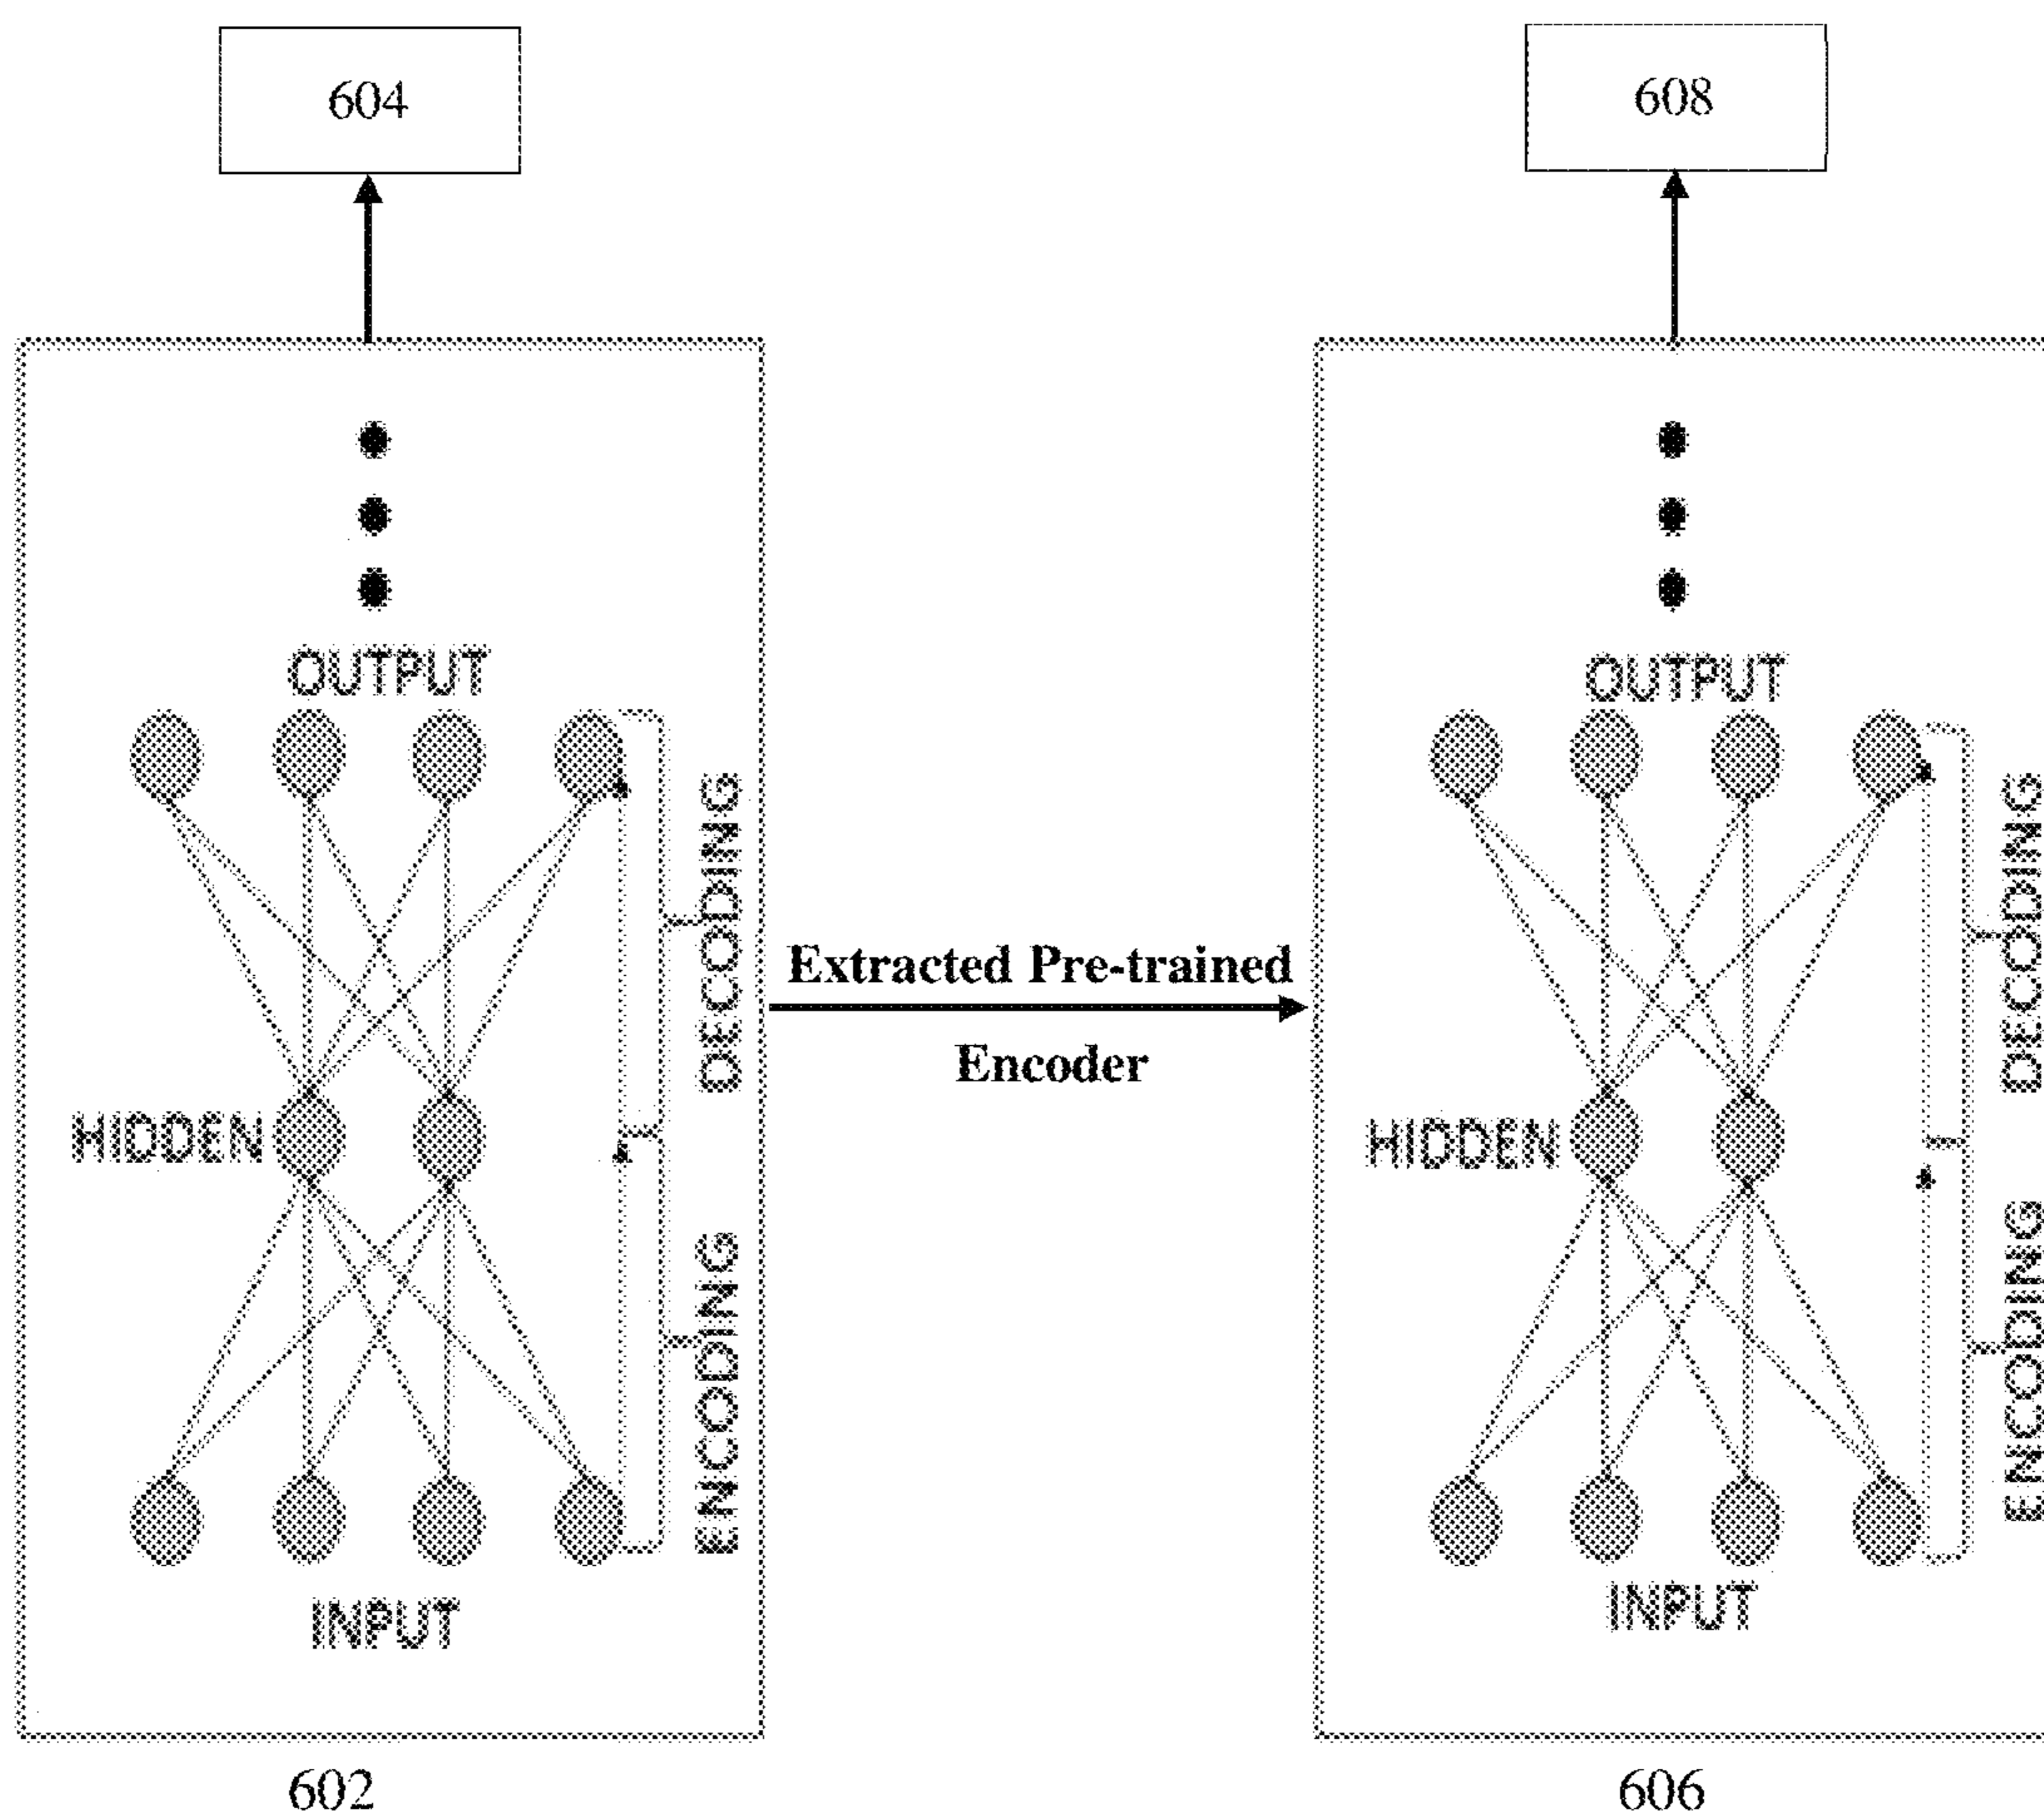 604
608
OUTPUT
OUTPUT
DECODING
DECODING
Extracted Pre-trained
Encoder
HIDDEN
HIDDEN
ENCODING
ENCODING
INPUT
INPUT
602
606